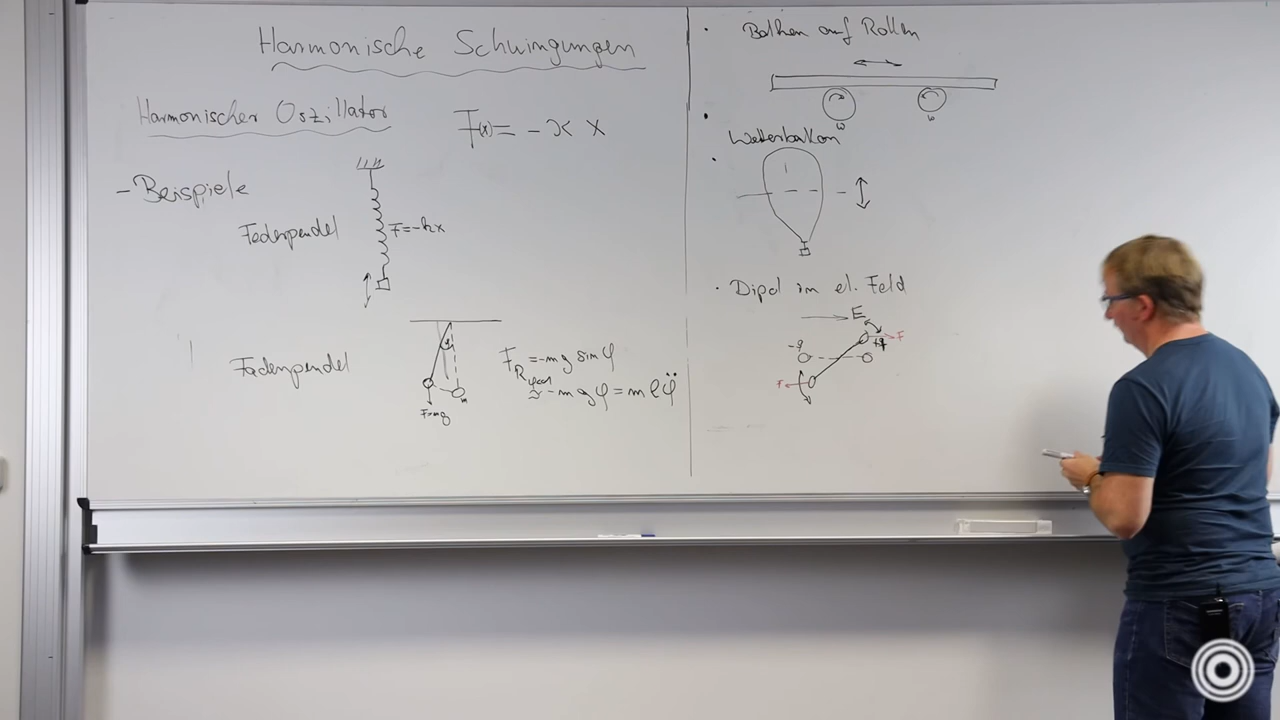 Harmonische Schwingungen
Harmonischer Oszillator
F(x) = -ϰ x
- Beispiele
Federpendel
F=-kx
Fadenpendel
φ
m
F=mg
F_R = -mg sin φ
≈ -m g φ = m ℓ φ̈
• Balken auf Rollen
ω ω
• Wetterballon
• Dipol im el. Feld
E
-q +q F
F